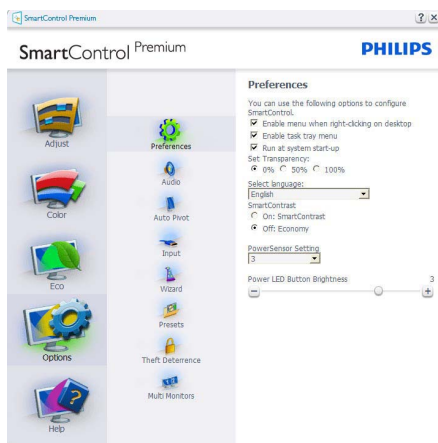 SmartControl Premium
SmartControl Premium
PHILIPS
Adjust
Color
Eco
Options
Help
Preferences
Audio
Auto Pivot
Input
Wizard
Presets
Theft Deterrence
Multi Monitors
Preferences
You can use the following options to configure
SmartControl.
Enable menu when right-clicking on desktop
Enable task tray menu
Run at system start-up
Set Transparency:
0% 50% 100%
Select language:
English
SmartContrast
On: SmartContrast
Off: Economy
PowerSensor Setting
3
Power LED Button Brightness 3